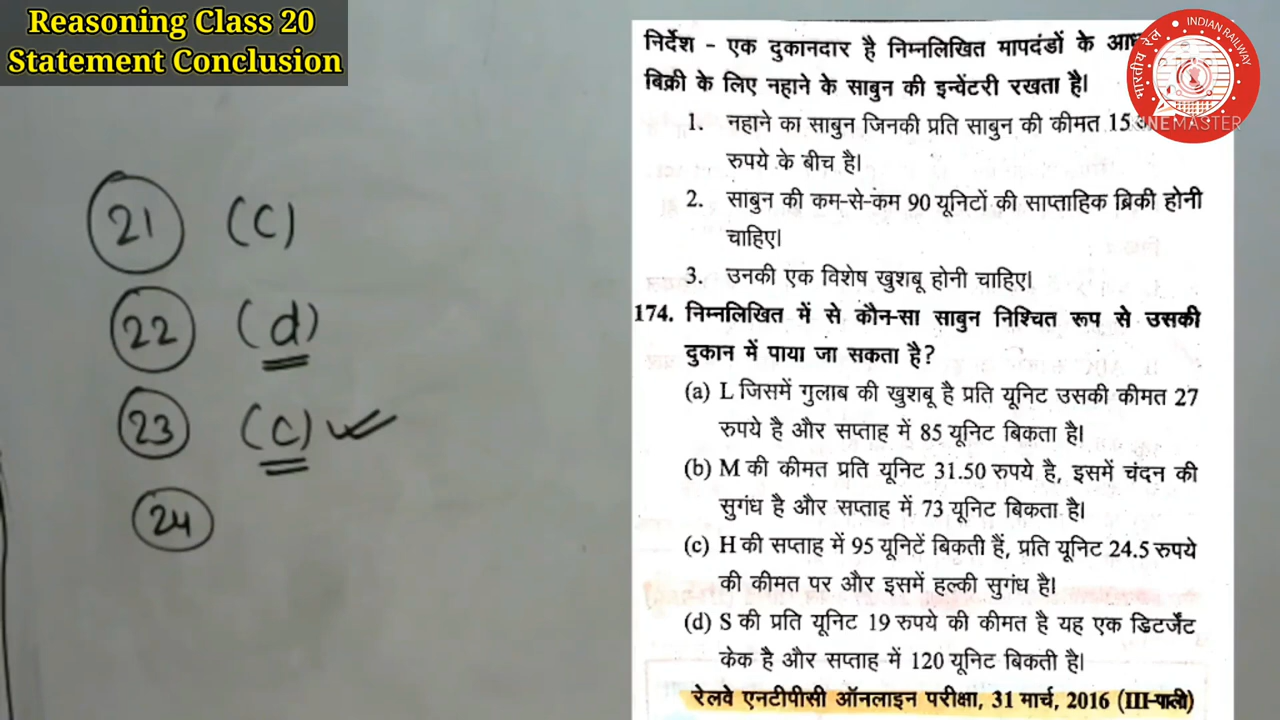 Reasoning Class 20
Statement Conclusion
21 (C)
22 (d)
23 (C)
24
निर्देश - एक दुकानदार है निम्नलिखित मापदंडों के
बिक्री के लिए नहाने के साबुन की इन्वेंटरी रखता है।
1. नहाने का साबुन जिनकी प्रति साबुन की कीमत 15
रुपये के बीच है।
2. साबुन की कम-से-कम 90 यूनिटों की साप्ताहिक ब्रिकी होनी
चाहिए।
3. उनकी एक विशेष खुशबू होनी चाहिए।
174. निम्नलिखित में से कौन-सा साबुन निश्चित रूप से उसकी
दुकान में पाया जा सकता है?
(a) L जिसमें गुलाब की खुशबू है प्रति यूनिट उसकी कीमत 27
रुपये है और सप्ताह में 85 यूनिट बिकता है।
(b) M की कीमत प्रति यूनिट 31.50 रुपये है, इसमें चंदन की
सुगंध है और सप्ताह में 73 यूनिट बिकता है।
(c) H की सप्ताह में 95 यूनिटें बिकती हैं, प्रति यूनिट 24.5 रुपये
की कीमत पर और इसमें हल्की सुगंध है।
(d) S की प्रति यूनिट 19 रुपये की कीमत है यह एक डिटर्जेंट
केक है और सप्ताह में 120 यूनिट बिकती है।
रेलवे एनटीपीसी ऑनलाइन परीक्षा, 31 मार्च, 2016 (III-पाली)
भारतीय रेल INDIAN RAILWAY
NEMASTER